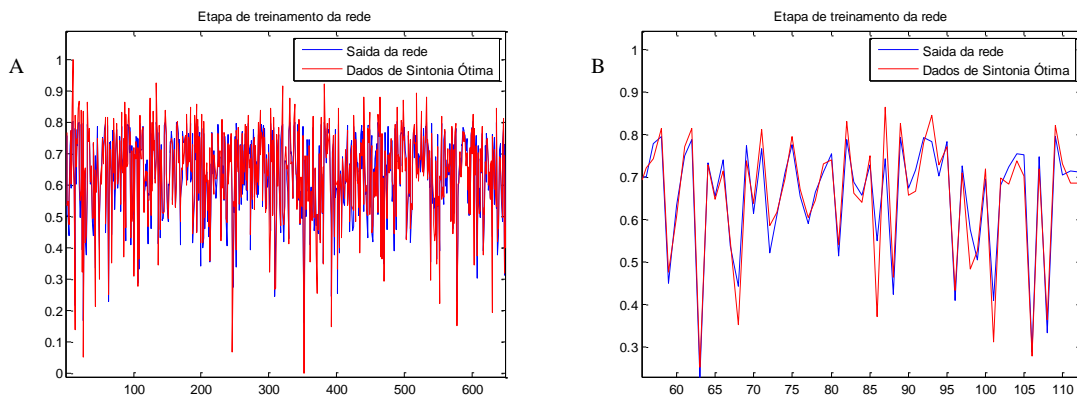 A
Etapa de treinamento da rede
Saida da rede
Dados de Sintonia Ótima
1
0.9
0.8
0.7
0.6
0.5
0.4
0.3
0.2
0.1
0
100 200 300 400 500 600
B
Etapa de treinamento da rede
Saida da rede
Dados de Sintonia Ótima
1
0.9
0.8
0.7
0.6
0.5
0.4
0.3
60 65 70 75 80 85 90 95 100 105 110